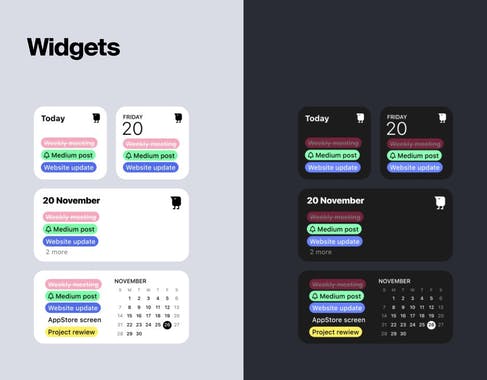 Widgets
Today
Weekly meeting
Medium post
Website update
FRIDAY
20
Weekly meeting
Medium post
Website update
20 November
Weekly meeting
Medium post
Website update
2 more
Weekly meeting
Medium post
Website update
AppStore screen
Project rewiew
NOVEMBER
S M T W T F S
1 2 3 4 5 6
7 8 9 10 11 12 13
14 15 16 17 18 19 20
21 22 23 24 25 26 27
28 29 30
Today
Weekly meeting
Medium post
Website update
FRIDAY
20
Weekly meeting
Medium post
Website update
20 November
Weekly meeting
Medium post
Website update
2 more
Weekly meeting
Medium post
Website update
AppStore screen
Project rewiew
NOVEMBER
S M T W T F S
1 2 3 4 5 6
7 8 9 10 11 12 13
14 15 16 17 18 19 20
21 22 23 24 25 26 27
28 29 30